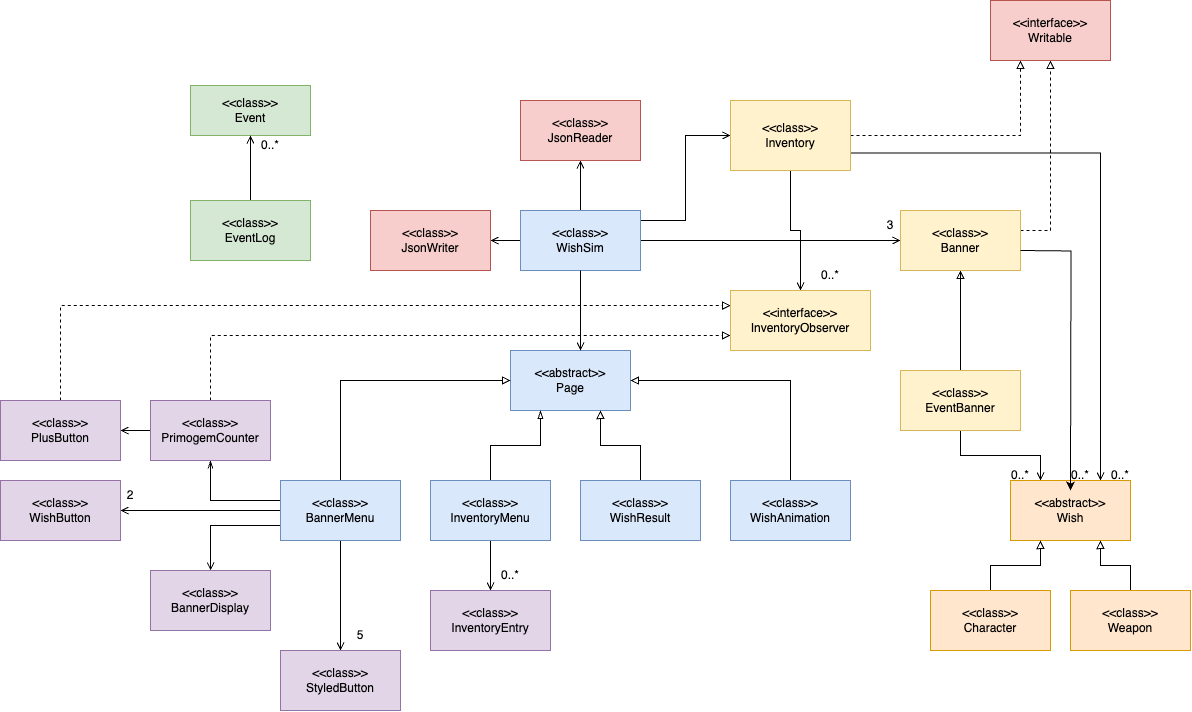 <<interface>>
Writable
<<class>>
Event
0..*
<<class>>
EventLog
<<class>>
JsonReader
<<class>>
Inventory
<<class>>
JsonWriter
<<class>>
WishSim
3
<<class>>
Banner
0..*
<<interface>>
InventoryObserver
<<abstract>>
Page
<<class>>
EventBanner
<<class>>
PlusButton
<<class>>
PrimogemCounter
0..*
0..*
0..*
<<class>>
WishButton
2
<<class>>
BannerMenu
<<class>>
InventoryMenu
<<class>>
WishResult
<<class>>
WishAnimation
<<abstract>>
Wish
<<class>>
BannerDisplay
0..*
<<class>>
InventoryEntry
<<class>>
Character
<<class>>
Weapon
5
<<class>>
StyledButton